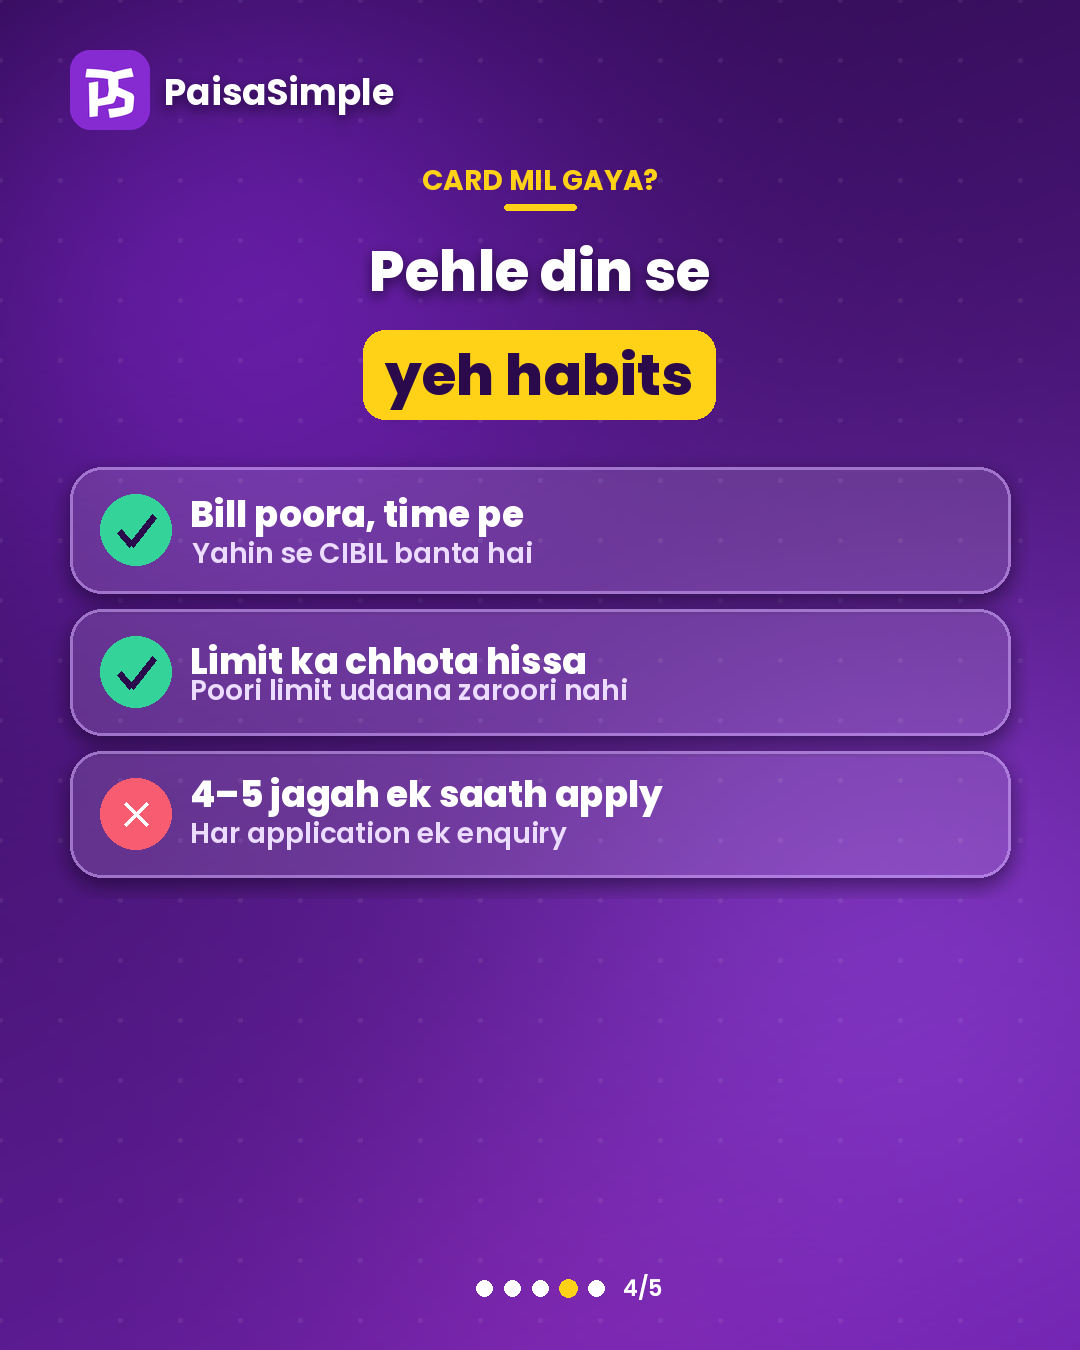 PS PaisaSimple
CARD MIL GAYA?
Pehle din se
yeh habits
Bill poora, time pe
Yahin se CIBIL banta hai
Limit ka chhota hissa
Poori limit udaana zaroori nahi
4–5 jagah ek saath apply
Har application ek enquiry
4/5